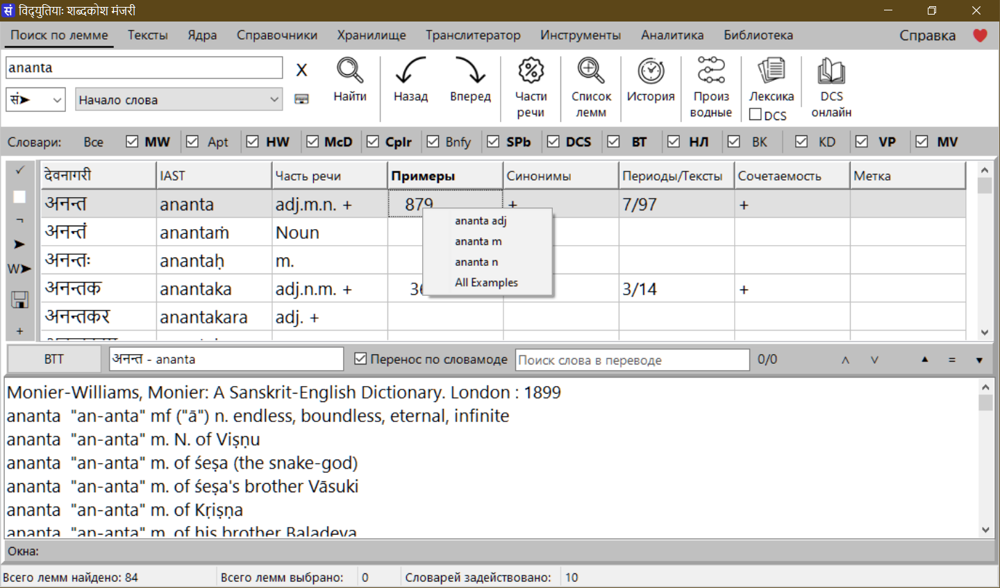 सं विद्युतियाः शब्दकोश मंजरी
Поиск по лемме Тексты Ядра Справочники Хранилище Транслитератор Инструменты Аналитика Библиотека Справка
ananta X
सं Начало слова
Найти Назад Вперед Части речи Список лемм История Произ водные Лексика DCS DCS онлайн
Словари: Все MW Apt HW McD Cplr Bnfy SPb DCS ВТ НЛ ВК KD VP MV
देवनागरी IAST Часть речи Примеры Синонимы Периоды/Тексты Сочетаемость Метка
अनन्त ananta adj.m.n. + 879 + 7/97 +
अनन्तं anantaṁ Noun
अनन्तः anantaḥ m.
अनन्तक anantaka adj.n.m. + 3/14 +
अनन्तकर anantakara adj. +
ananta adj
ananta m
ananta n
All Examples
¬
W
+
ВТТ अनन्त - ananta Перенос по словамоде Поиск слова в переводе 0/0 =
Monier-Williams, Monier: A Sanskrit-English Dictionary. London : 1899
ananta "an-anta" mf ("ā") n. endless, boundless, eternal, infinite
ananta "an-anta" m. N. of Viṣṇu
ananta "an-anta" m. of śeṣa (the snake-god)
ananta "an-anta" m. of śeṣa's brother Vāsuki
ananta "an-anta" m. of Kṛiṣṇa
ananta "an-anta" m. of his brother Baladeva
Окна:
Всего лемм найдено: 84 Всего лемм выбрано: 0 Словарей задействовано: 10